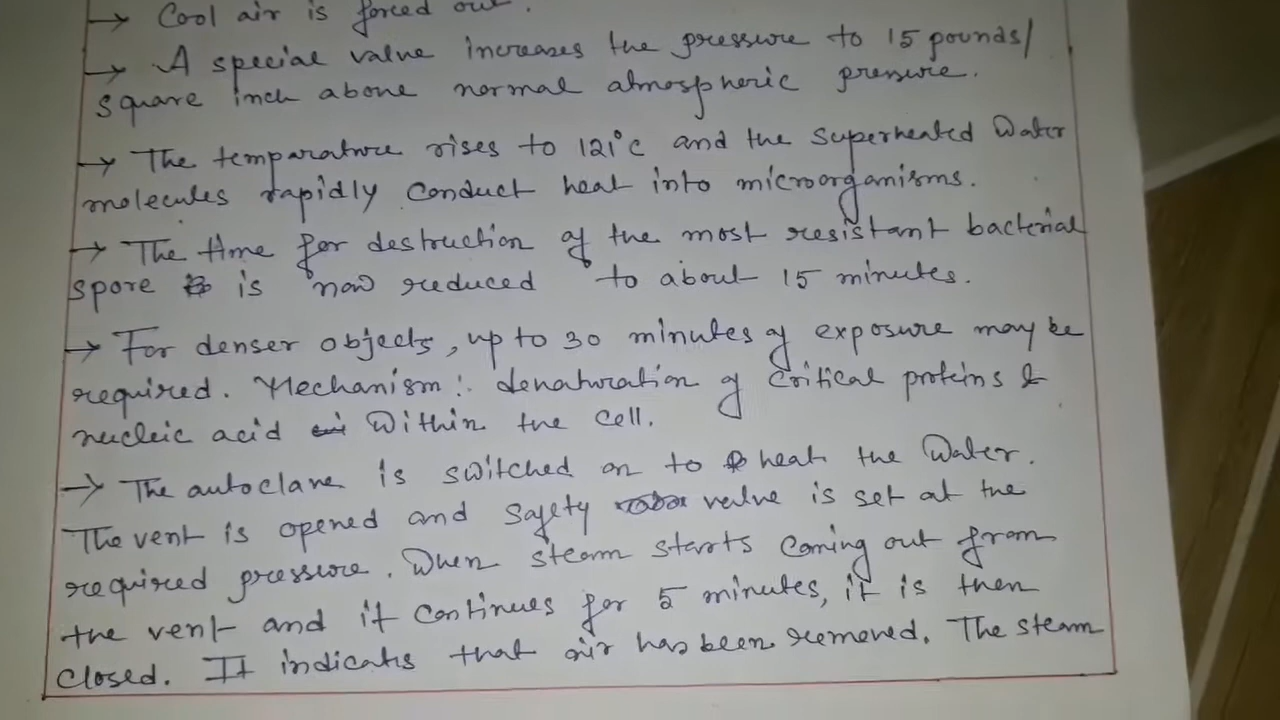 → Cool air is forced out.
→ A special valve increases the pressure to 15 pounds/
square inch above normal atmospheric pressure.
→ The temparature rises to 121°C and the superheated Water
molecules rapidly conduct heat into microorganisms.
→ The time for destruction of the most resistant bacterial
spore is now reduced to about 15 minutes.
→ For denser objects, up to 30 minutes of exposure may be
required. Mechanism: denaturation of critical proteins &
nucleic acid within the cell.
→ The autoclave is switched on to heat the Water.
The vent is opened and safety valve is set at the
required pressure. When steam starts coming out from
the vent and it continues for 5 minutes, it is then
closed. It indicates that air has been removed. The steam